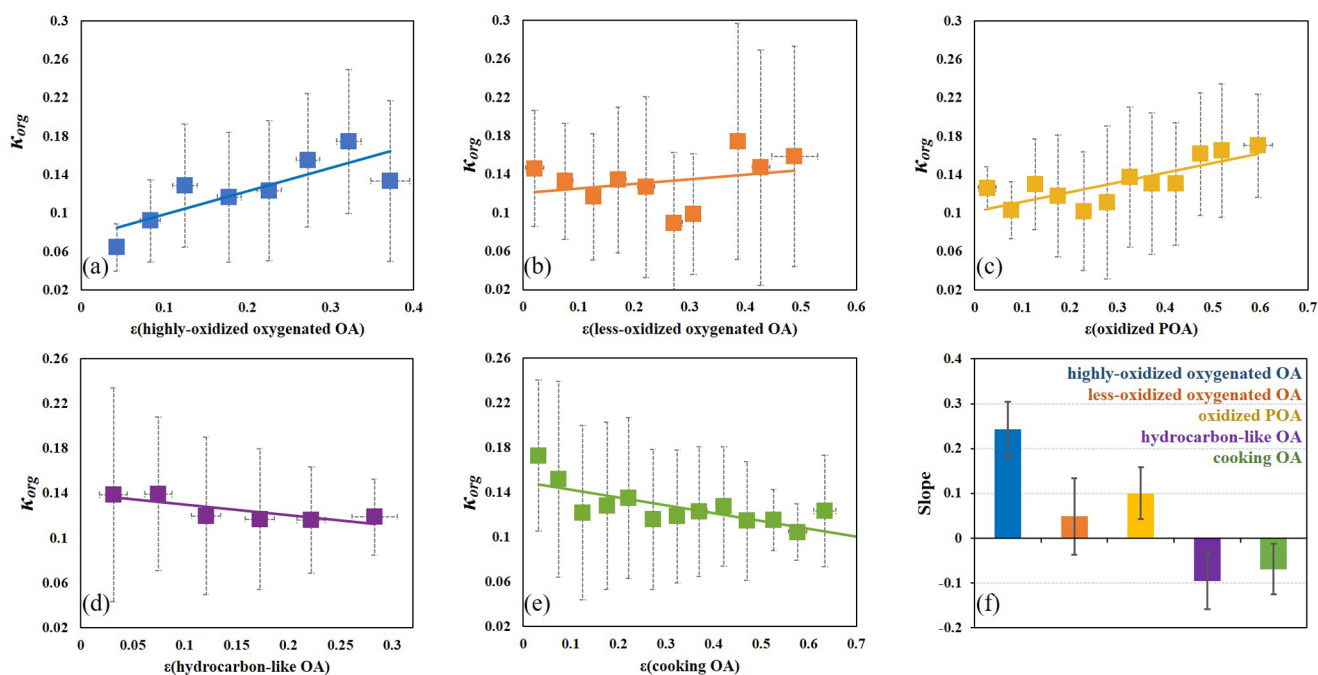 0.3
0.26
0.22
0.18
0.14
0.1
0.06
0.02
κorg
(a)
0 0.1 0.2 0.3 0.4
ε(highly-oxidized oxygenated OA)
0.3
0.26
0.22
0.18
0.14
0.1
0.06
0.02
κorg
(b)
0 0.1 0.2 0.3 0.4 0.5 0.6
ε(less-oxidized oxygenated OA)
0.3
0.26
0.22
0.18
0.14
0.1
0.06
0.02
κorg
(c)
0 0.1 0.2 0.3 0.4 0.5 0.6 0.7
ε(oxidized POA)
0.26
0.22
0.18
0.14
0.1
0.06
0.02
κorg
(d)
0 0.05 0.1 0.15 0.2 0.25 0.3
ε(hydrocarbon-like OA)
0.26
0.22
0.18
0.14
0.1
0.06
0.02
κorg
(e)
0 0.1 0.2 0.3 0.4 0.5 0.6 0.7
ε(cooking OA)
0.4
0.3
0.2
0.1
0
-0.1
-0.2
Slope
highly-oxidized oxygenated OA
less-oxidized oxygenated OA
oxidized POA
hydrocarbon-like OA
cooking OA
(f)